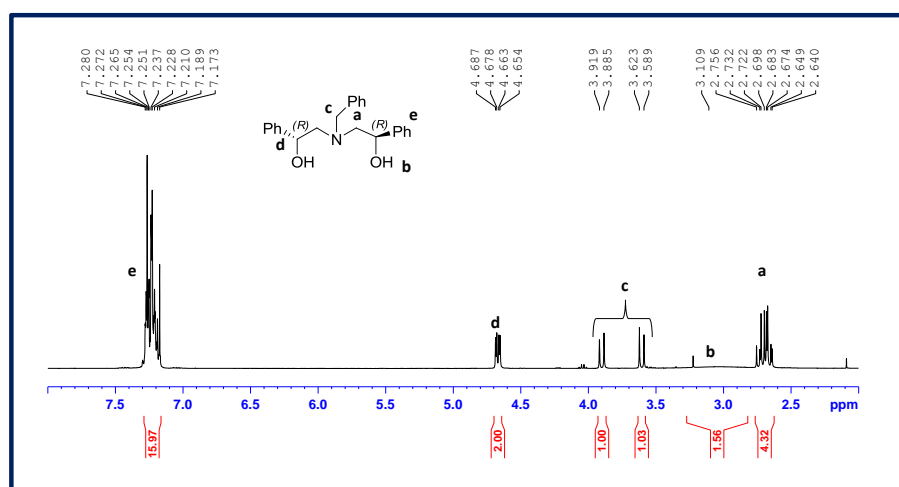 7.280
7.272
7.265
7.254
7.251
7.237
7.228
7.210
7.189
7.173
4.687
4.678
4.663
4.654
3.919
3.885
3.623
3.589
3.109
2.756
2.732
2.722
2.698
2.683
2.674
2.649
2.640
Ph
c
a
e
Ph
(R)
N
(R)
Ph
d
OH
OH
b
e
d
c
b
a
7.5 7.0 6.5 6.0 5.5 5.0 4.5 4.0 3.5 3.0 2.5 ppm
15.97
2.00
1.00
1.03
1.56
4.32